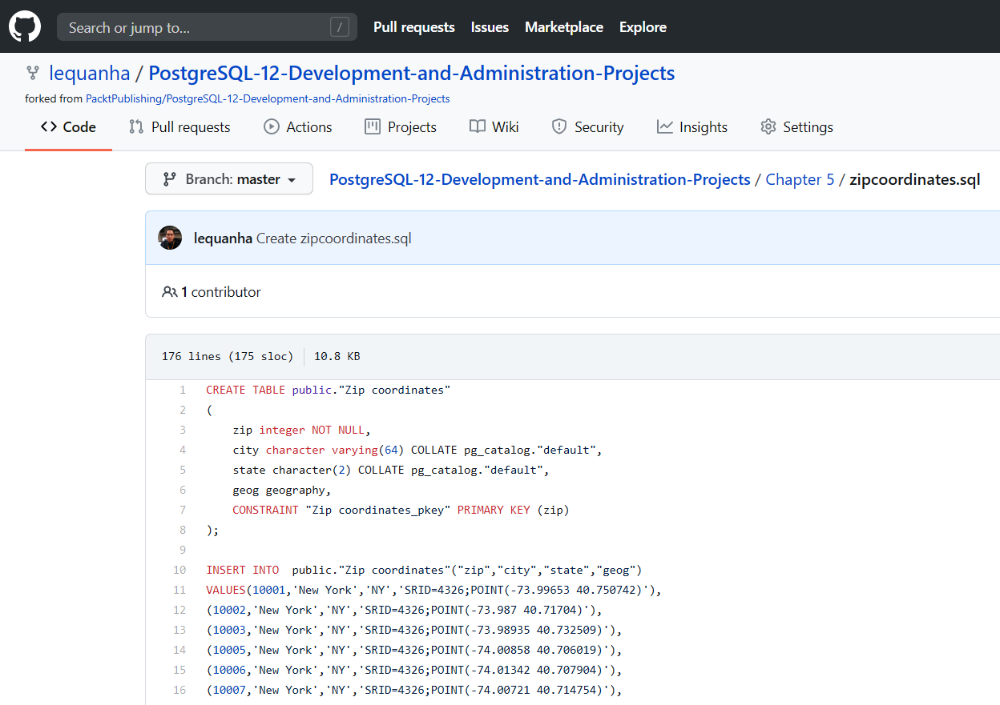 Search or jump to... /
Pull requests Issues Marketplace Explore
lequanha / PostgreSQL-12-Development-and-Administration-Projects
forked from PacktPublishing/PostgreSQL-12-Development-and-Administration-Projects
Code Pull requests Actions Projects Wiki Security Insights Settings
Branch: master PostgreSQL-12-Development-and-Administration-Projects / Chapter 5 / zipcoordinates.sql
lequanha Create zipcoordinates.sql
1 contributor
176 lines (175 sloc) 10.8 KB
1 CREATE TABLE public."Zip coordinates"
2 (
3 zip integer NOT NULL,
4 city character varying(64) COLLATE pg_catalog."default",
5 state character(2) COLLATE pg_catalog."default",
6 geog geography,
7 CONSTRAINT "Zip coordinates_pkey" PRIMARY KEY (zip)
8 );
9
10 INSERT INTO  public."Zip coordinates"("zip","city","state","geog")
11 VALUES(10001,'New York','NY','SRID=4326;POINT(-73.99653 40.750742)'),
12 (10002,'New York','NY','SRID=4326;POINT(-73.987 40.71704)'),
13 (10003,'New York','NY','SRID=4326;POINT(-73.98935 40.732509)'),
14 (10005,'New York','NY','SRID=4326;POINT(-74.00858 40.706019)'),
15 (10006,'New York','NY','SRID=4326;POINT(-74.01342 40.707904)'),
16 (10007,'New York','NY','SRID=4326;POINT(-74.00721 40.714754)'),